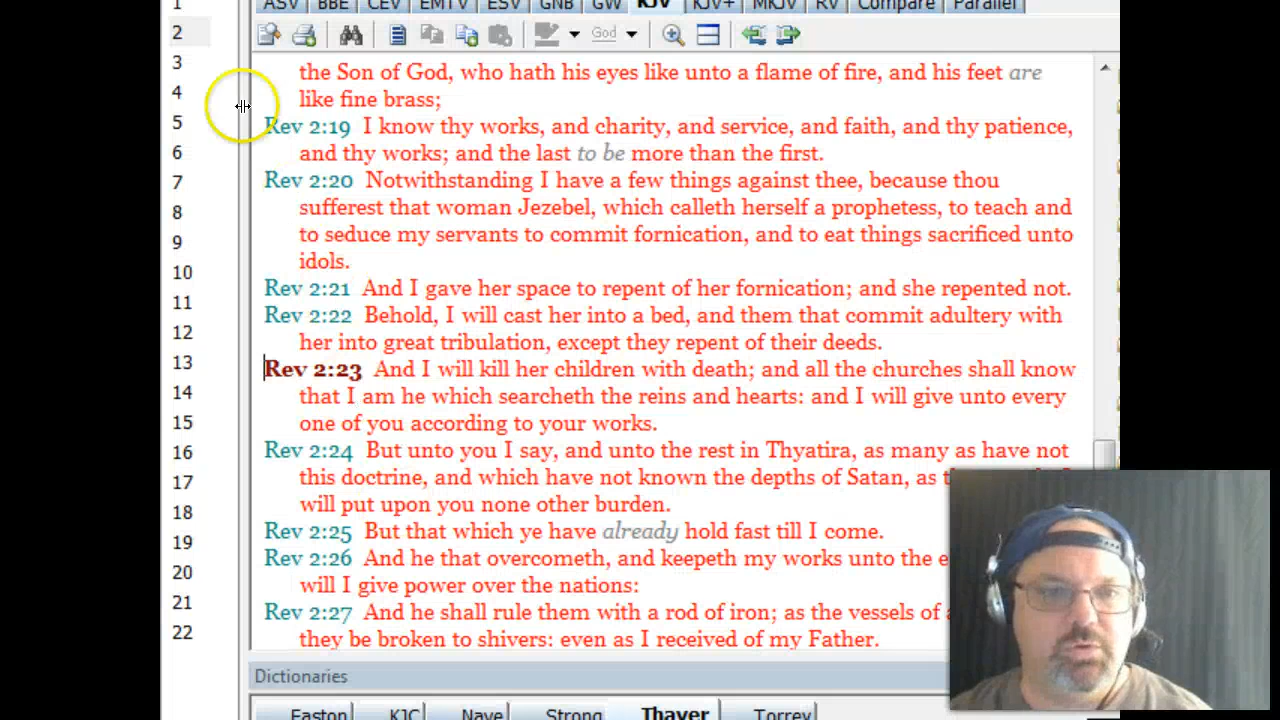 ASV BBE CEV EMTV ESV GNB GW KJV KJV+ MKJV RV Compare Parallel
God
the Son of God, who hath his eyes like unto a flame of fire, and his feet are
like fine brass;
Rev 2:19 I know thy works, and charity, and service, and faith, and thy patience,
and thy works; and the last to be more than the first.
Rev 2:20 Notwithstanding I have a few things against thee, because thou
sufferest that woman Jezebel, which calleth herself a prophetess, to teach and
to seduce my servants to commit fornication, and to eat things sacrificed unto
idols.
Rev 2:21 And I gave her space to repent of her fornication; and she repented not.
Rev 2:22 Behold, I will cast her into a bed, and them that commit adultery with
her into great tribulation, except they repent of their deeds.
Rev 2:23 And I will kill her children with death; and all the churches shall know
that I am he which searcheth the reins and hearts: and I will give unto every
one of you according to your works.
Rev 2:24 But unto you I say, and unto the rest in Thyatira, as many as have not
this doctrine, and which have not known the depths of Satan, as
will put upon you none other burden.
Rev 2:25 But that which ye have already hold fast till I come.
Rev 2:26 And he that overcometh, and keepeth my works unto the
will I give power over the nations:
Rev 2:27 And he shall rule them with a rod of iron; as the vessels of
they be broken to shivers: even as I received of my Father.
Dictionaries
Easton KJC Nave Strong Thayer Torrey
1
2
3
4
5
6
7
8
9
10
11
12
13
14
15
16
17
18
19
20
21
22